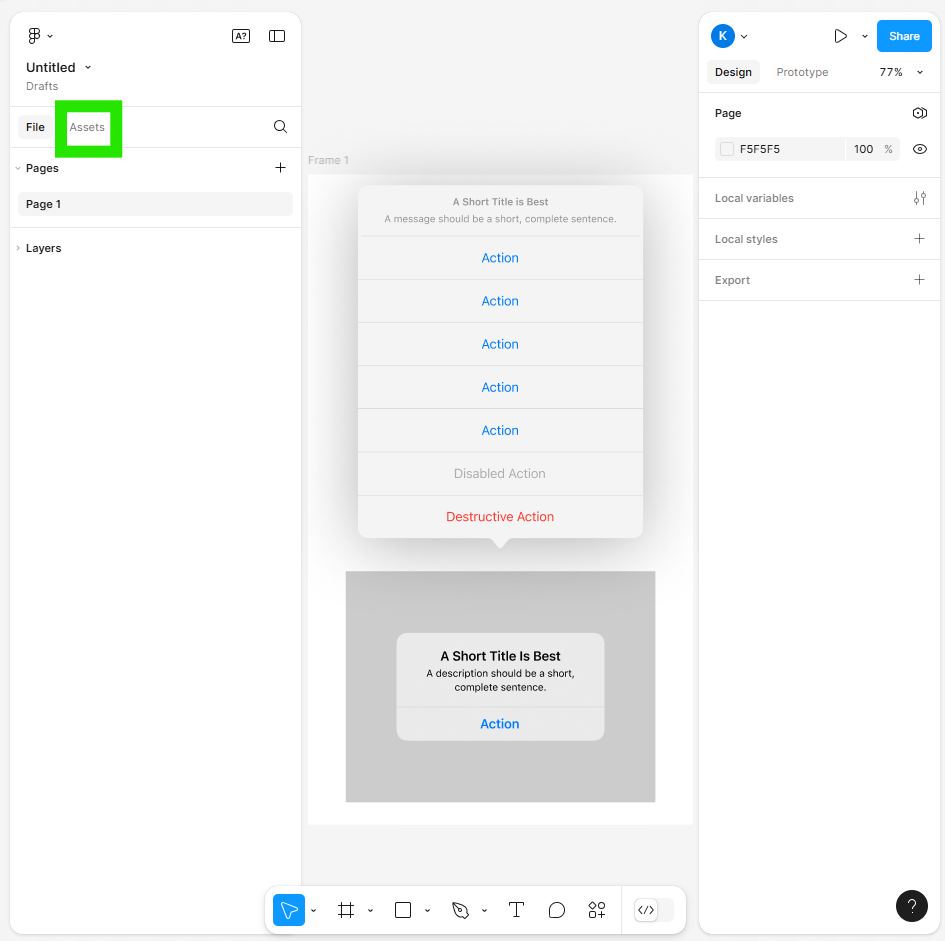 A?
Untitled
Drafts
File
Assets
Pages
Page 1
Layers
Frame 1
A Short Title is Best
A message should be a short, complete sentence.
Action
Action
Action
Action
Action
Disabled Action
Destructive Action
A Short Title Is Best
A description should be a short,
complete sentence.
Action
K
Share
Design
Prototype
77%
Page
F5F5F5
100
%
Local variables
Local styles
Export
T
</>
?